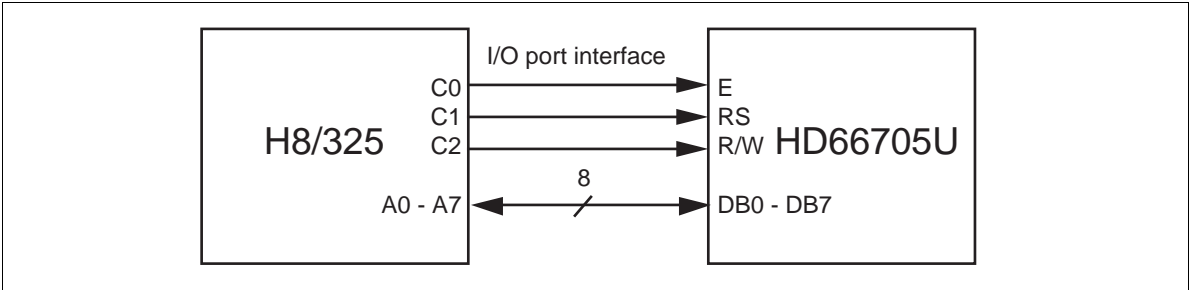 I/O port interface
C0
E
C1
RS
H8/325
C2
R/W
HD66705U
8
A0 - A7
DB0 - DB7